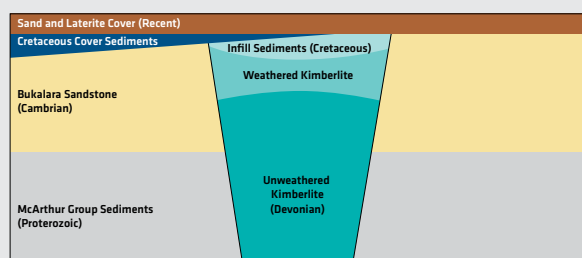 Sand and Laterite Cover (Recent)
Cretaceous Cover Sediments
Infill Sediments (Cretaceous)
Weathered Kimberlite
Bukalara Sandstone
(Cambrian)
Unweathered
Kimberlite
(Devonian)
McArthur Group Sediments
(Proterozoic)